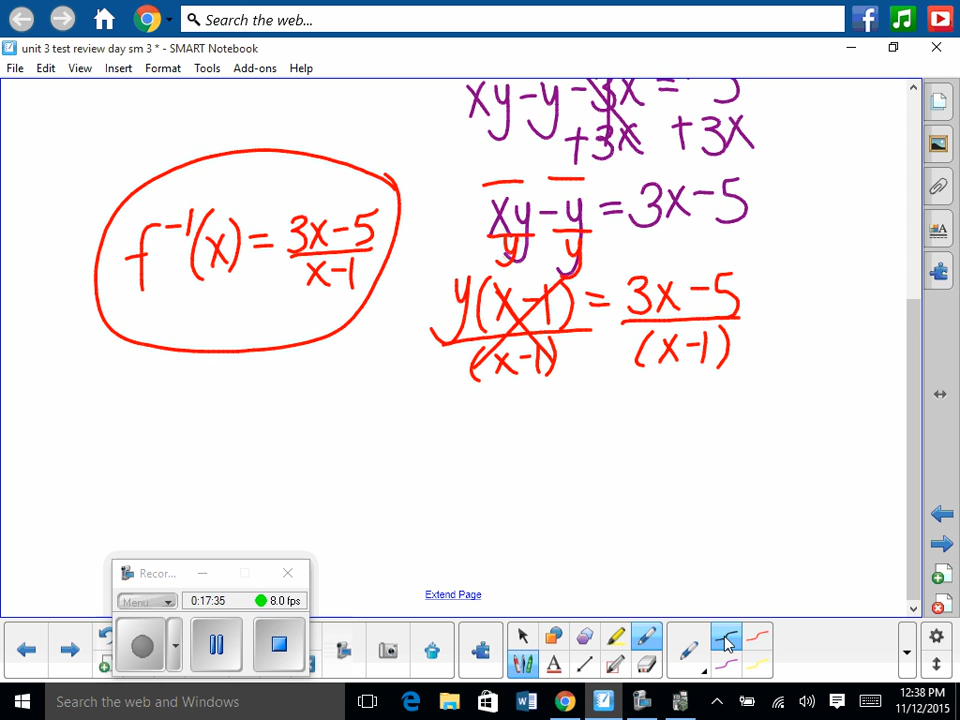 Search the web...
unit 3 test review day sm 3 * - SMART Notebook
File Edit View Insert Format Tools Add-ons Help
xy-y-3x = -5
+3x +3x
xy-y=3x-5
y y
f⁻¹(x)=3x-5
x-1
y(x-1)=3x-5
(x-1) (x-1)
Extend Page
Recor...
Menu 0:17:35 8.0 fps
A
Search the web and Windows
12:38 PM
11/12/2015